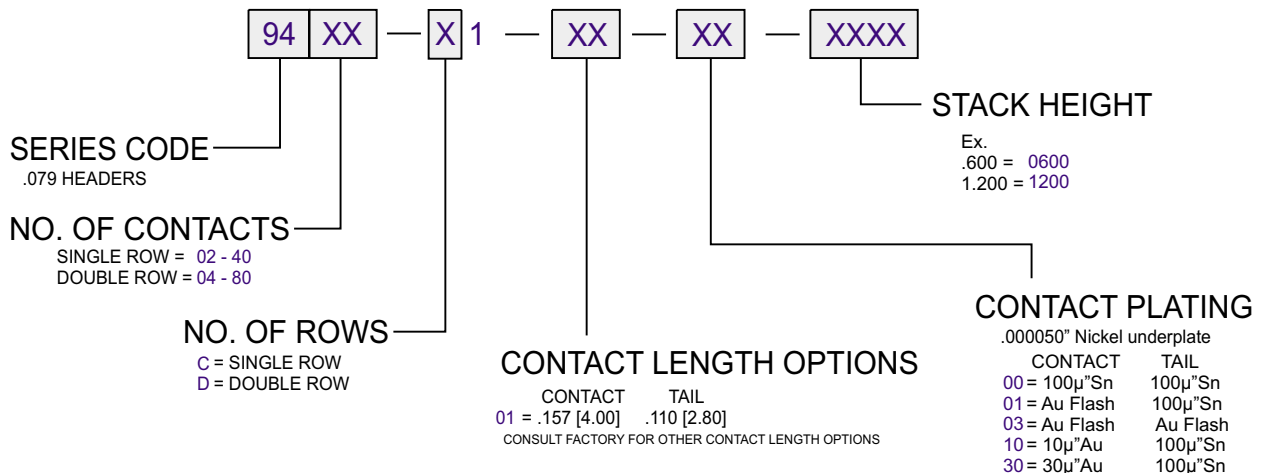 94 XX — X 1 — XX — XX — XXXX
STACK HEIGHT
Ex.
.600 = 0600
1.200 = 1200
SERIES CODE
.079 HEADERS
NO. OF CONTACTS
SINGLE ROW = 02 - 40
DOUBLE ROW = 04 - 80
NO. OF ROWS
C = SINGLE ROW
D = DOUBLE ROW
CONTACT LENGTH OPTIONS
CONTACT TAIL
01 = .157 [4.00] .110 [2.80]
CONSULT FACTORY FOR OTHER CONTACT LENGTH OPTIONS
CONTACT PLATING
.000050” Nickel underplate
CONTACT TAIL
00 = 100µ”Sn 100µ”Sn
01 = Au Flash 100µ”Sn
03 = Au Flash Au Flash
10 = 10µ”Au 100µ”Sn
30 = 30µ”Au 100µ”Sn